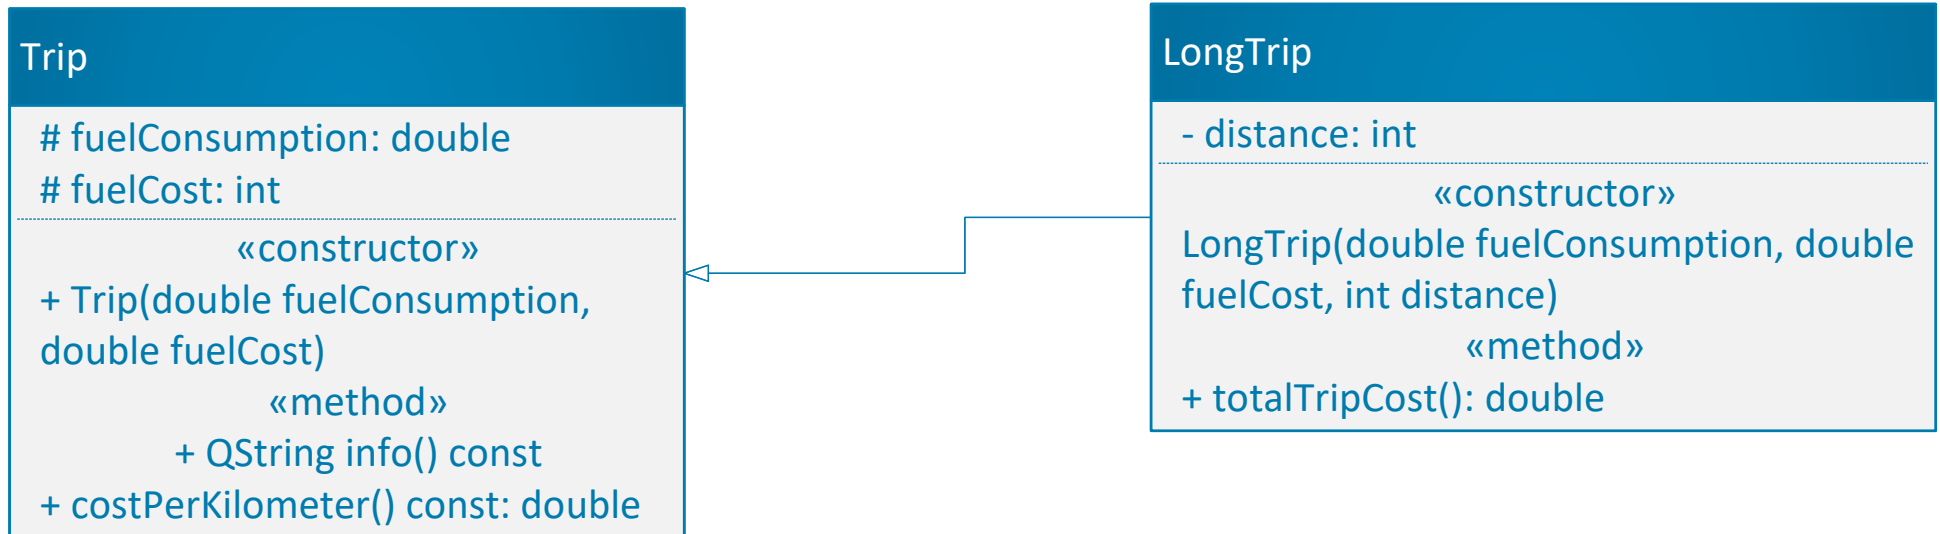 Trip
# fuelConsumption: double
# fuelCost: int
«constructor»
+ Trip(double fuelConsumption,
double fuelCost)
«method»
+ QString info() const
+ costPerKilometer() const: double
LongTrip
- distance: int
«constructor»
LongTrip(double fuelConsumption, double
fuelCost, int distance)
«method»
+ totalTripCost(): double